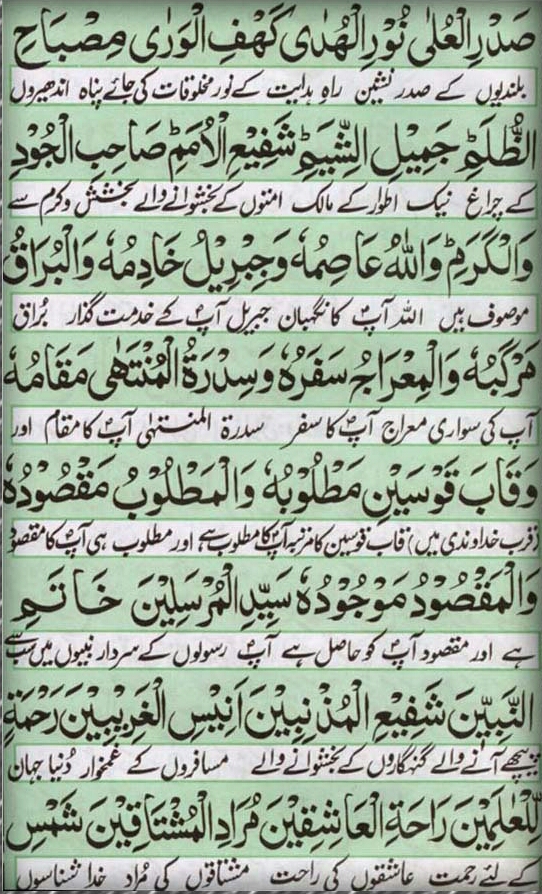 صَدْرِ الْعُلٰی نُوْرِ الْهُدٰی كَهْفِ الْوَرٰی مِصْبَاحِ
بلندیوں کے صدر نشین راہِ ہدایت کے نور مخلوقات کی جائے پناہ اندھیروں
الظُّلَمِؕ جَمِیْلِ الشِّیَمِؕ شَفِیْعِ الْاُمَمِؕ صَاحِبِ الْجُوْدِ
کے چراغ نیک اطوار کے مالک امتوں کے بخشوانے والے بخشش و کرم سے
وَالْكَرَمِؕ وَاللّٰهُ عَاصِمُهٗ وَجِبْرِیْلُ خَادِمُهٗ وَالْبُرَاقُ
موصوف ہیں اللہ آپؐ کا نگہبان جبریل آپؐ کے خدمت گذار بُراق
مَرْكَبُهٗ وَالْمِعْرَاجُ سَفَرُهٗ وَسِدْرَةُ الْمُنْتَهٰی مَقَامُهٗ
آپ کی سواری معراج آپؐ کا سفر سدرۃ المنتہٰی آپؐ کا مقام اور
وَقَابَ قَوْسَیْنِ مَطْلُوْبُهٗ وَالْمَطْلُوْبُ مَقْصُوْدُهٗ
(قرب خداوندی میں) قاب قوسین کا مرتبہ آپؐ کا مطلوب ہے اور مطلوب ہی آپؐ کا مقصود
وَالْمَقْصُوْدُ مَوْجُوْدُهٗ سَیِّدِ الْمُرْسَلِیْنَ خَاتَمِ
ہے اور مقصود آپؐ کو حاصل ہے آپؐ رسولوں کے سردار نبیوں میں سب سے
النَّبِیّٖنَ شَفِیْعِ الْمُذْنِبِیْنَ اَنِیْسِ الْغَرِیْبِیْنَ رَحْمَةٍ
پیچھے آنے والے گنہگاروں کے بخشوانے والے مسافروں کے غمخوار دُنیا جہان
لِّلْعٰلَمِیْنَ رَاحَةِ الْعَاشِقِیْنَ مُرَادِ الْمُشْتَاقِیْنَ شَمْسِ
کے لئے رحمت عاشقوں کی راحت مشتاقوں کی مُراد خدا شناسوں